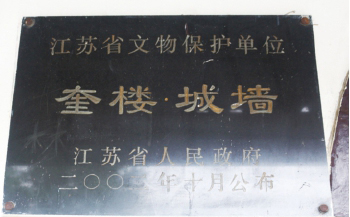 江苏省文物保护单位
奎楼·城墙
江苏省人民政府
二〇〇 年十月公布